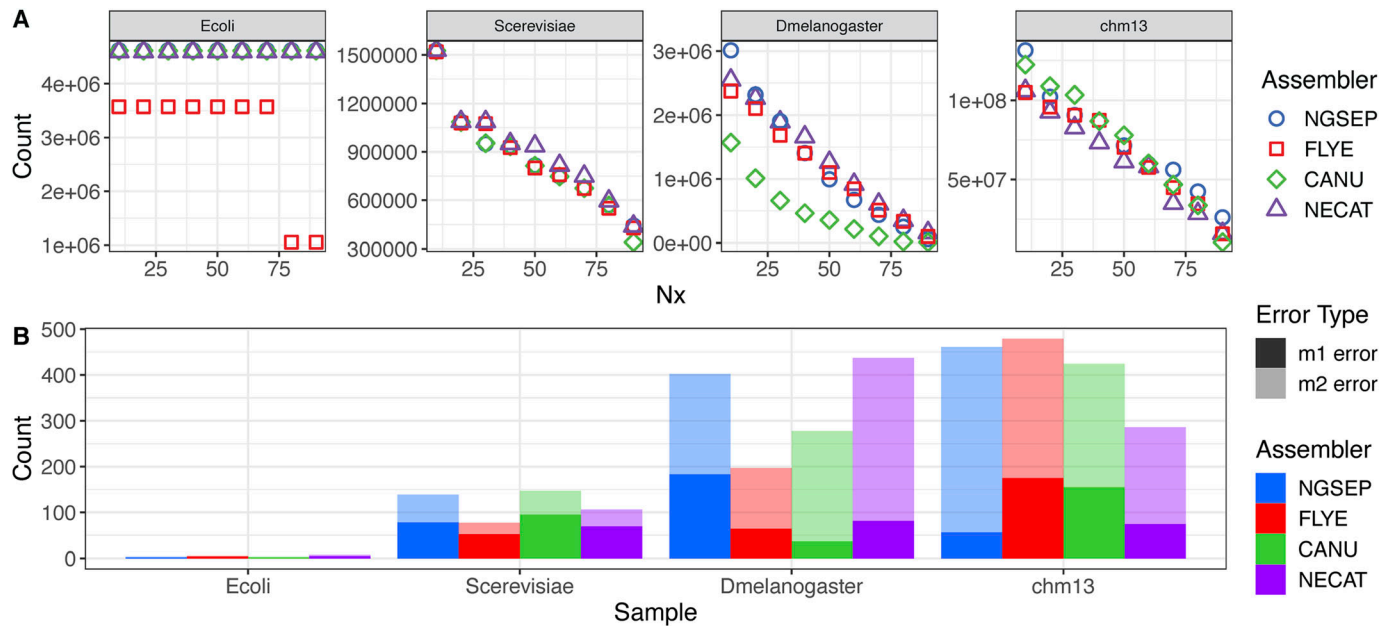 A
Ecoli
Scerevisiae
Dmelanogaster
chm13
Count
4e+06
3e+06
2e+06
1e+06
1500000
1200000
900000
600000
300000
3e+06
2e+06
1e+06
0e+00
1e+08
5e+07
25 50 75
25 50 75
25 50 75
25 50 75
Nx
Assembler
NGSEP
FLYE
CANU
NECAT
B
Count
500
400
300
200
100
0
Ecoli
Scerevisiae
Dmelanogaster
chm13
Sample
Error Type
m1 error
m2 error
Assembler
NGSEP
FLYE
CANU
NECAT